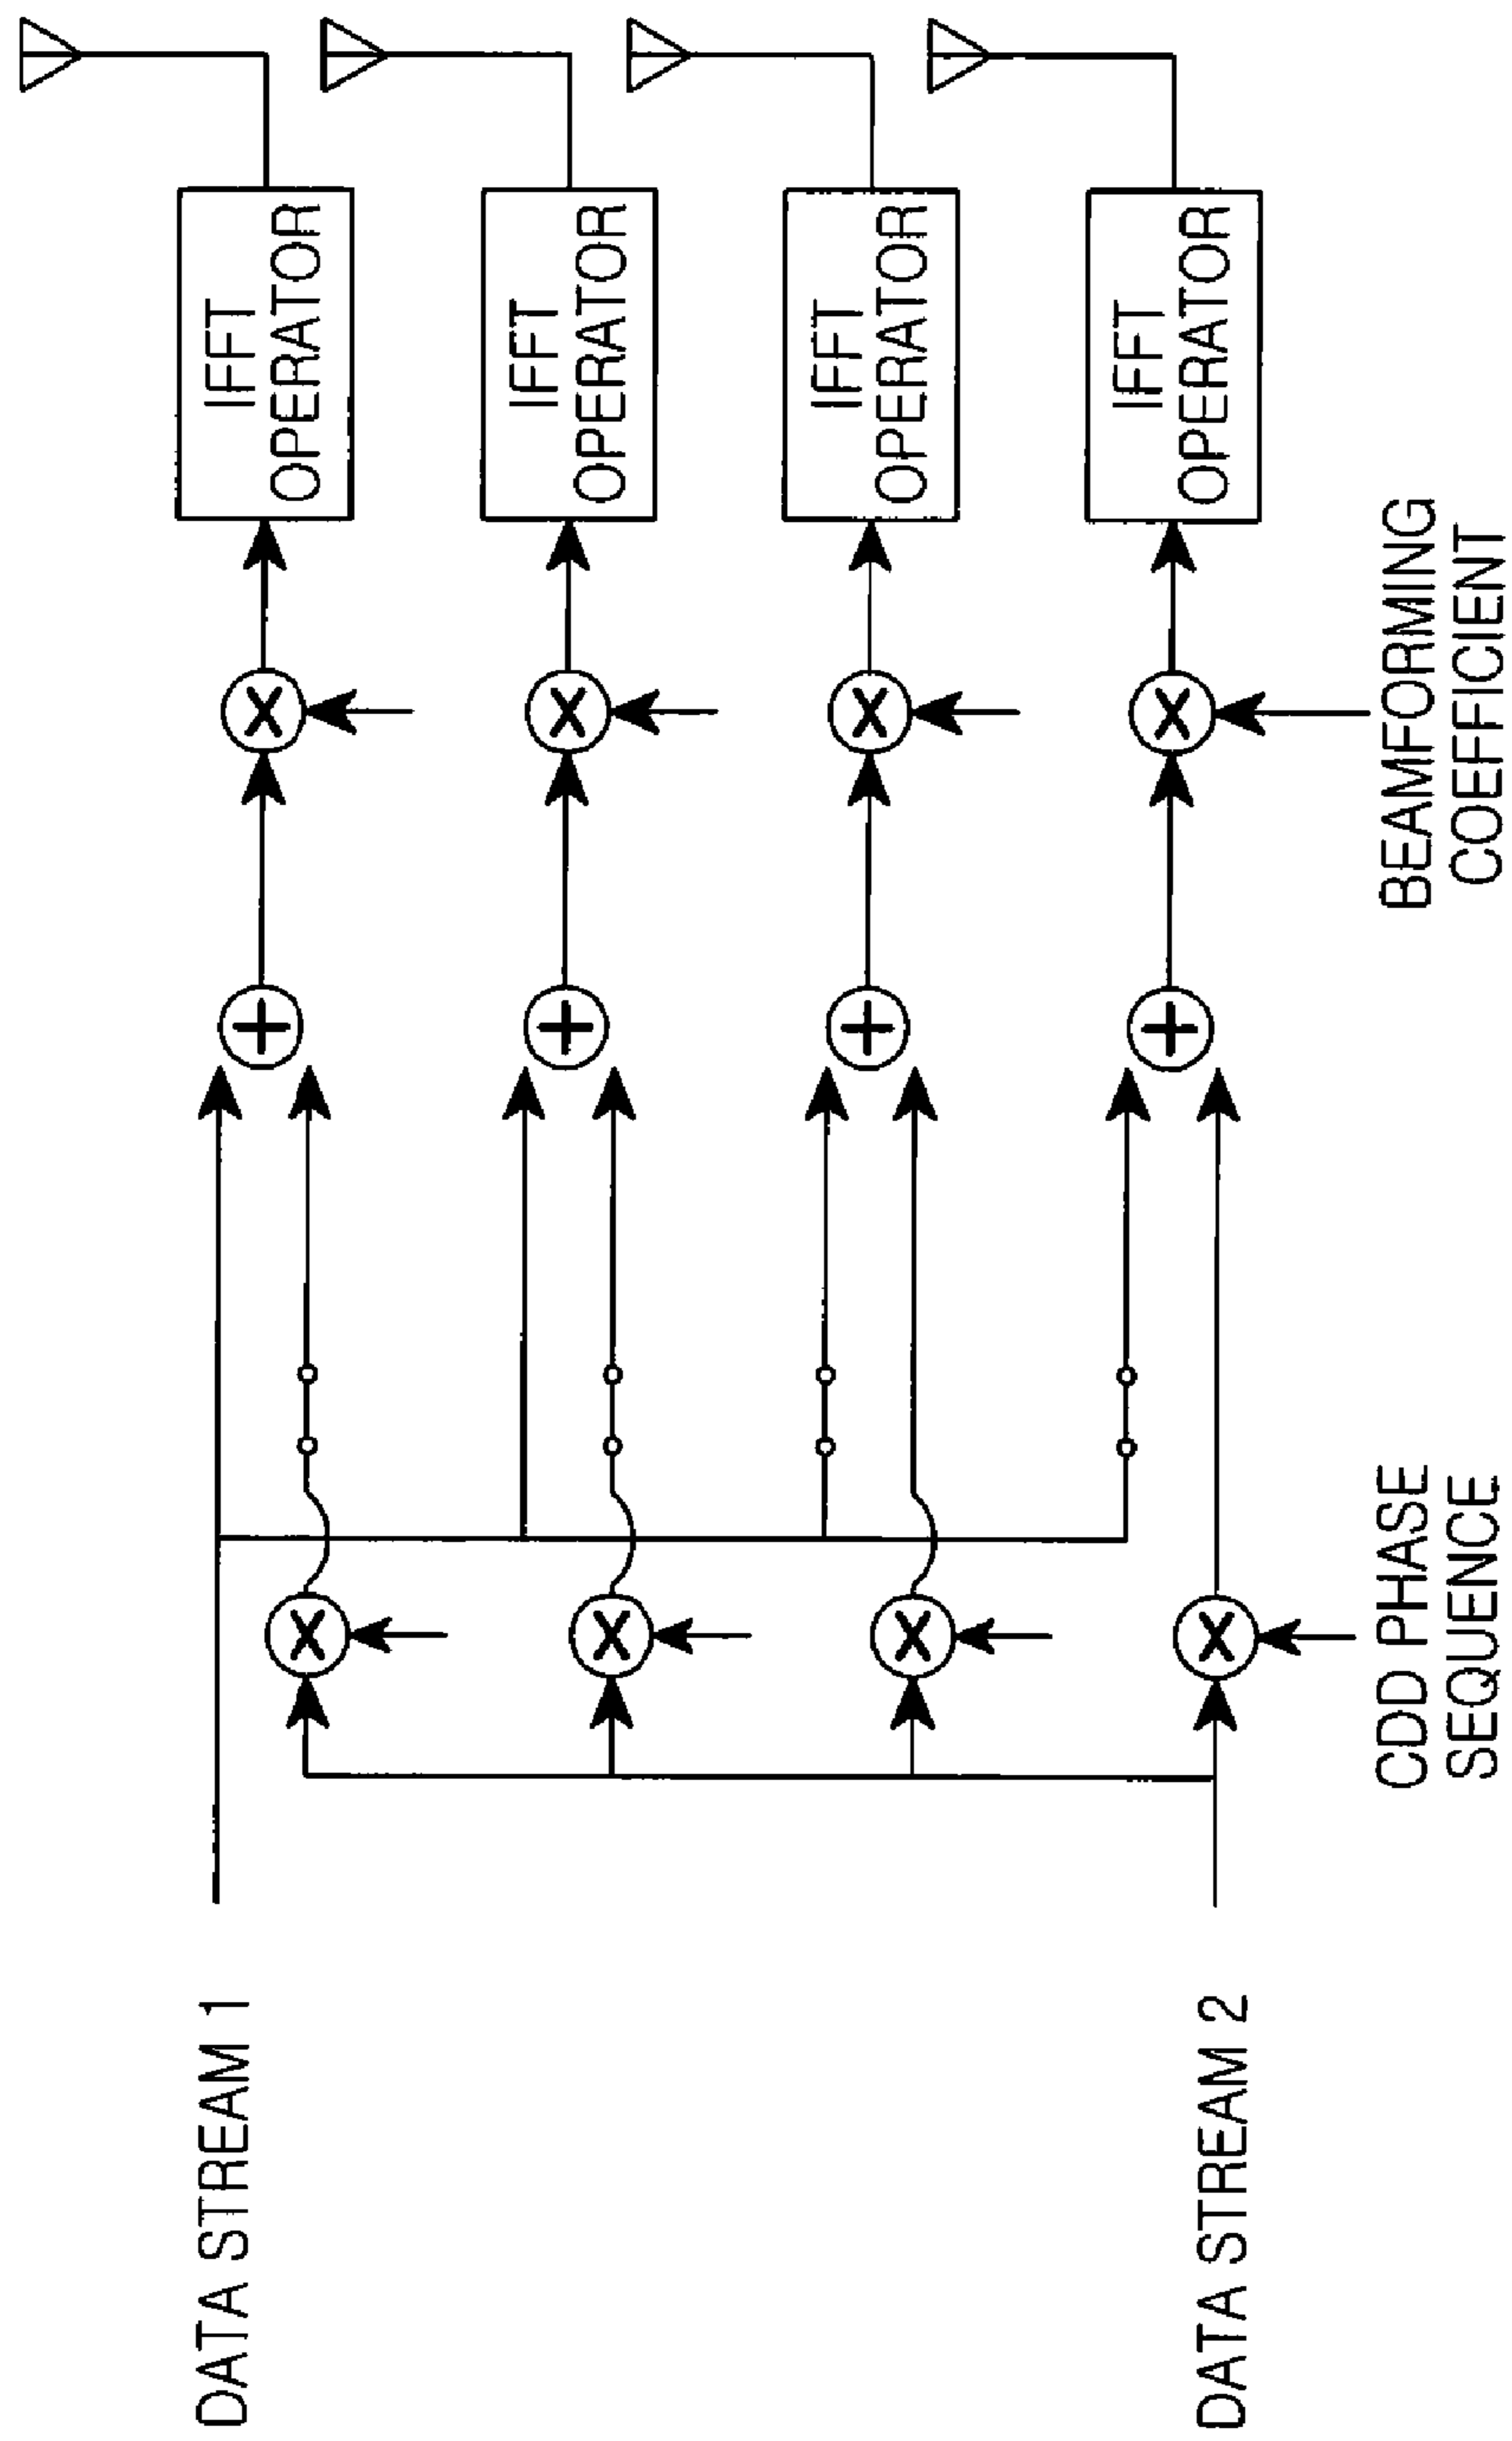 DATA STREAM 1
DATA STREAM 2
CDD PHASE
SEQUENCE
BEAMFORMING
COEFFICIENT
IFFT
OPERATOR
IFFT
OPERATOR
IFFT
OPERATOR
IFFT
OPERATOR